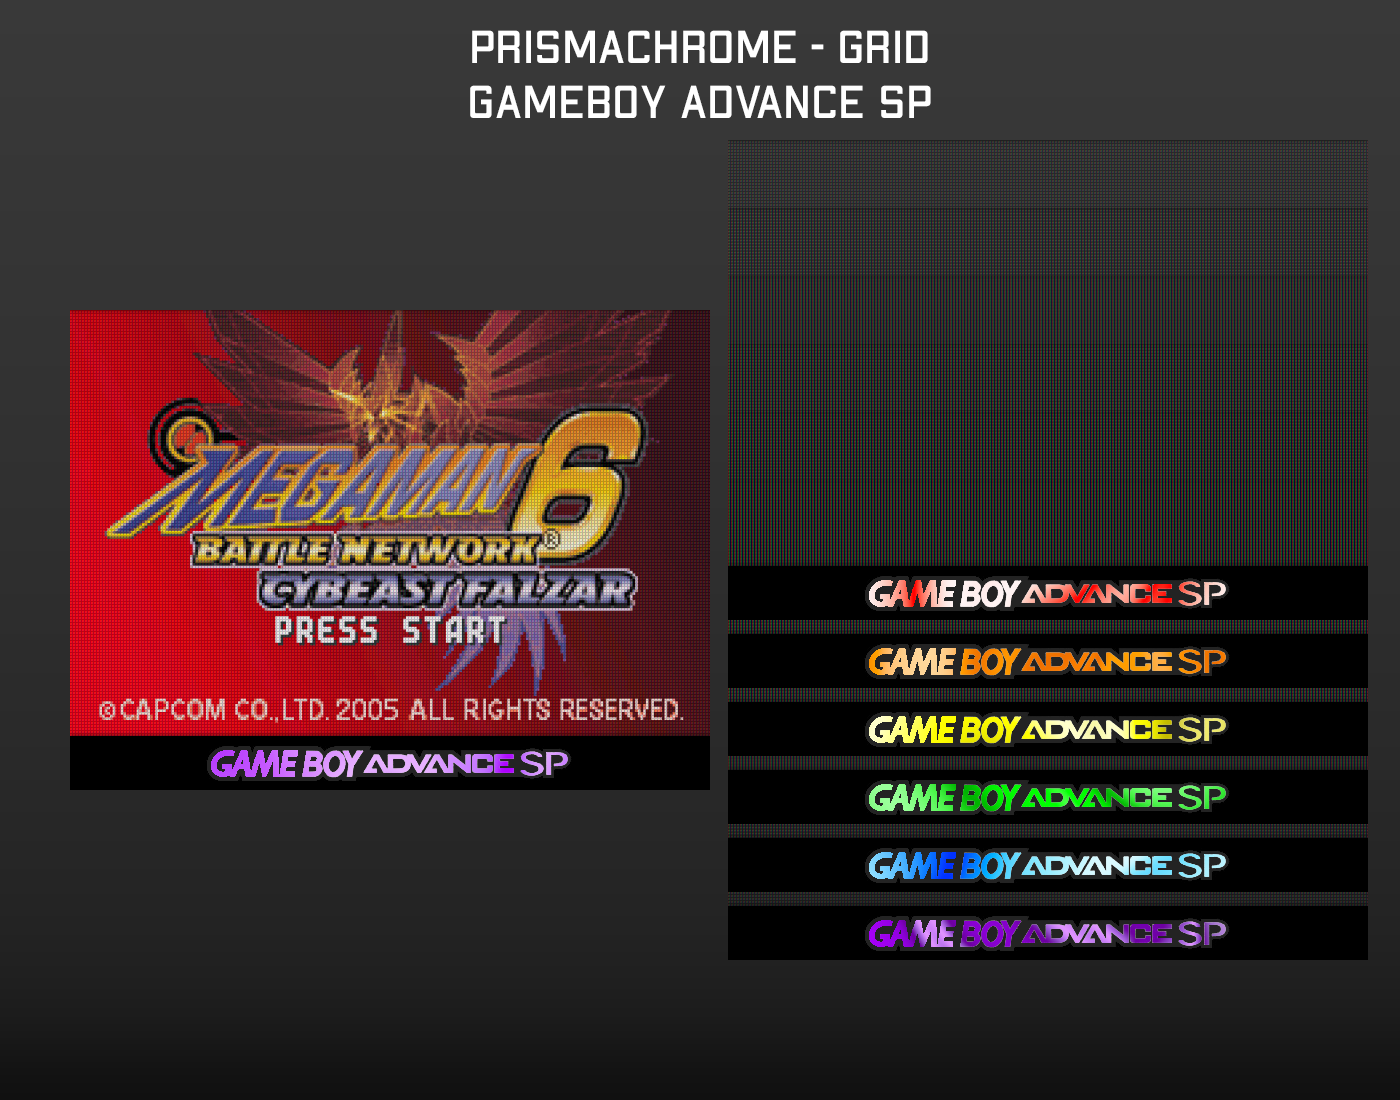 PRISMACHROME - GRID
GAMEBOY ADVANCE SP
MEGAMAN 6
BATTLE NETWORK®
CYBEAST FALZAR
PRESS START
©CAPCOM CO.,LTD. 2005 ALL RIGHTS RESERVED.
GAME BOY ADVANCE SP
GAME BOY ADVANCE SP
GAME BOY ADVANCE SP
GAME BOY ADVANCE SP
GAME BOY ADVANCE SP
GAME BOY ADVANCE SP
GAME BOY ADVANCE SP